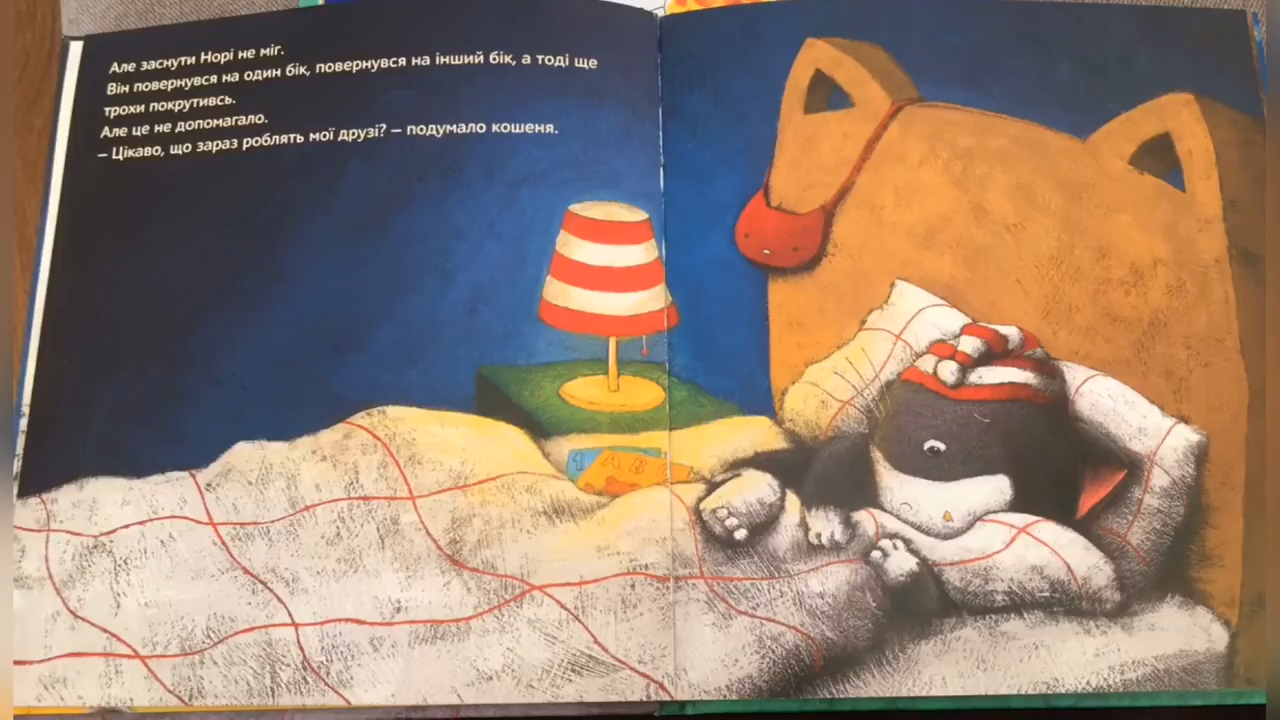 Але заснути Норі не міг.
Він повернувся на один бік, повернувся на інший бік, а тоді ще
трохи покрутивсь.
Але це не допомагало.
– Цікаво, що зараз роблять мої друзі? – подумало кошеня.
1 A B C